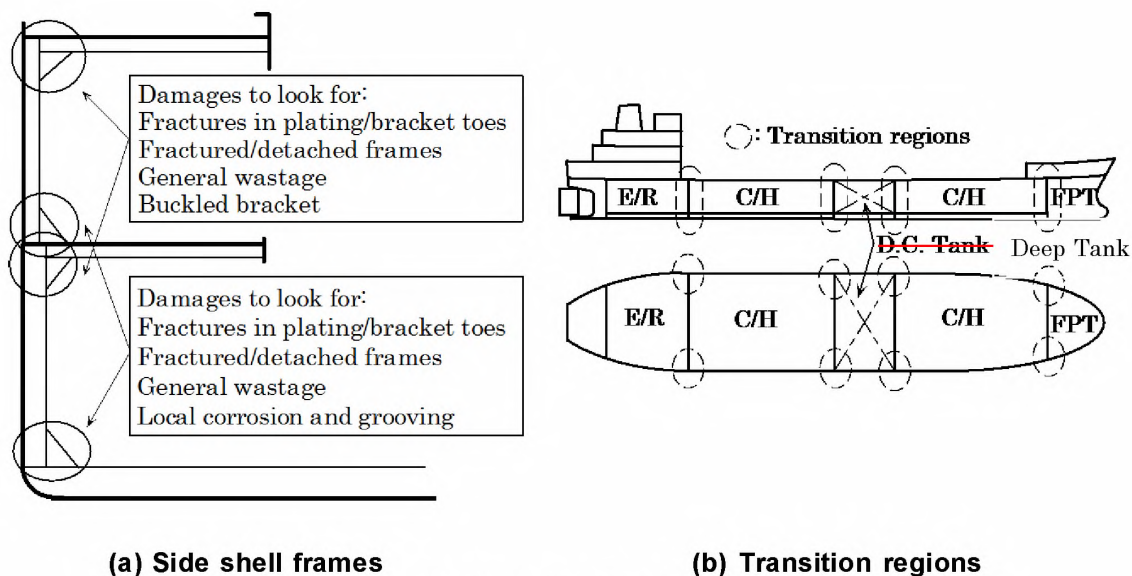 Damages to look for:
Fractures in plating/bracket toes
Fractured/detached frames
General wastage
Buckled bracket
Damages to look for:
Fractures in plating/bracket toes
Fractured/detached frames
General wastage
Local corrosion and grooving
(a) Side shell frames
: Transition regions
E/R
C/H
C/H
FPT
D.C. Tank Deep Tank
E/R
C/H
C/H
FPT
(b) Transition regions